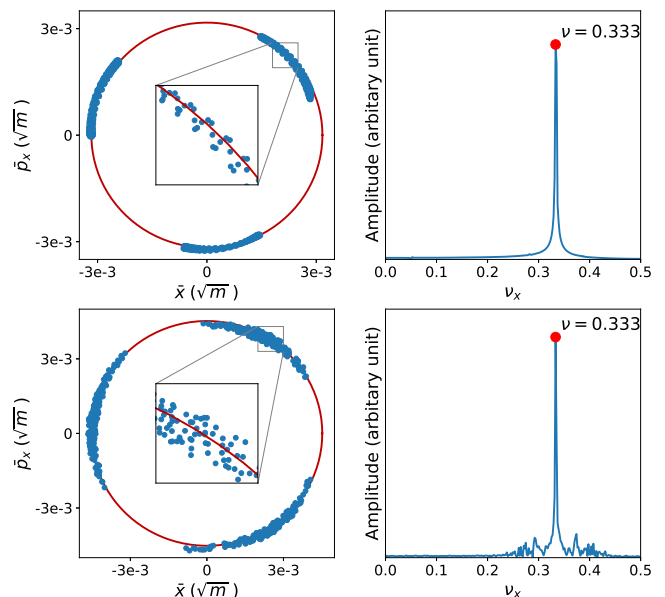 3e-3
0
-3e-3
p̄ₓ (√m )
-3e-3 0 3e-3
x̄ (√m )
ν = 0.333
Amplitude (arbitary unit)
0.0 0.1 0.2 0.3 0.4 0.5
νₓ
3e-3
0
-3e-3
p̄ₓ (√m )
-3e-3 0 3e-3
x̄ (√m )
ν = 0.333
Amplitude (arbitary unit)
0.0 0.1 0.2 0.3 0.4 0.5
νₓ